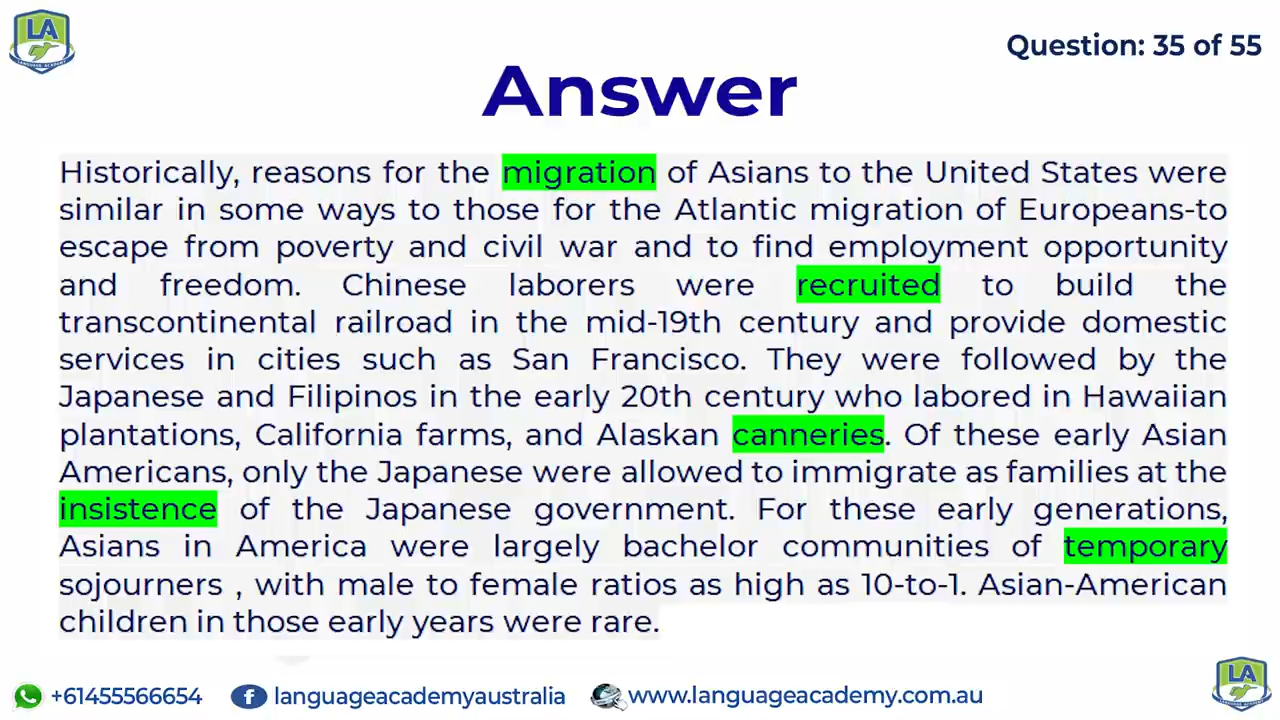 LA
LANGUAGE ACADEMY
Question: 35 of 55
Answer
Historically, reasons for the migration of Asians to the United States were
similar in some ways to those for the Atlantic migration of Europeans-to
escape from poverty and civil war and to find employment opportunity
and freedom. Chinese laborers were recruited to build the
transcontinental railroad in the mid-19th century and provide domestic
services in cities such as San Francisco. They were followed by the
Japanese and Filipinos in the early 20th century who labored in Hawaiian
plantations, California farms, and Alaskan canneries. Of these early Asian
Americans, only the Japanese were allowed to immigrate as families at the
insistence of the Japanese government. For these early generations,
Asians in America were largely bachelor communities of temporary
sojourners , with male to female ratios as high as 10-to-1. Asian-American
children in those early years were rare.
+61455566654 languageacademyaustralia www.languageacademy.com.au
LA
LANGUAGE ACADEMY